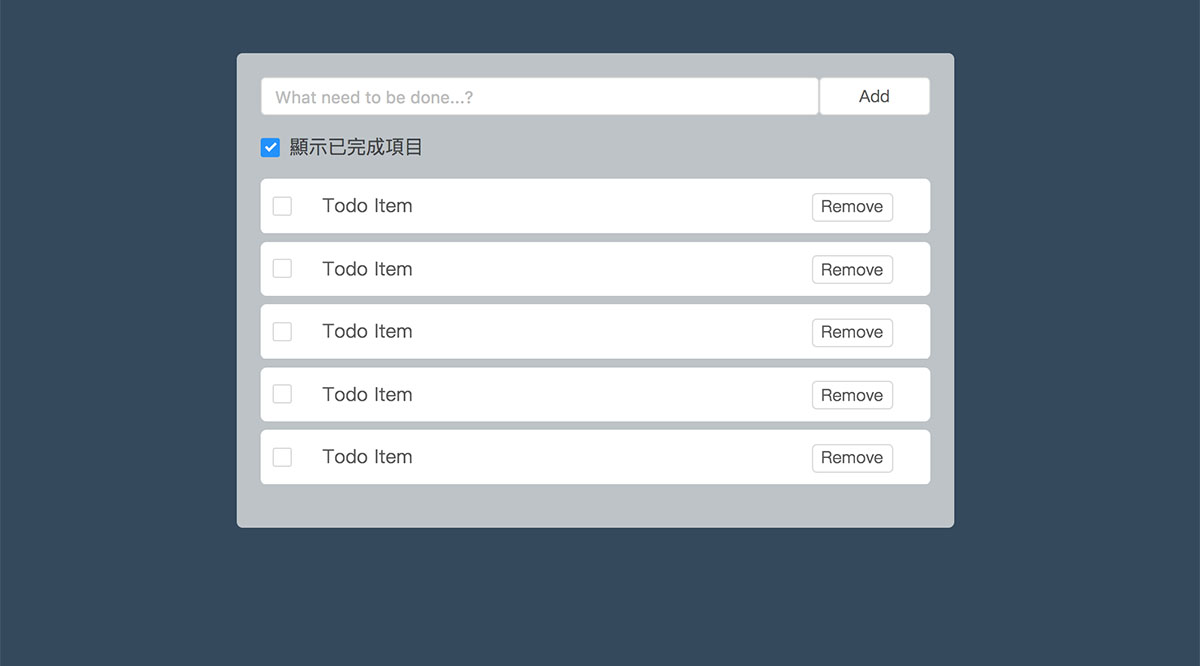 What need to be done...?
Add
顯示已完成項目
Todo Item
Remove
Todo Item
Remove
Todo Item
Remove
Todo Item
Remove
Todo Item
Remove